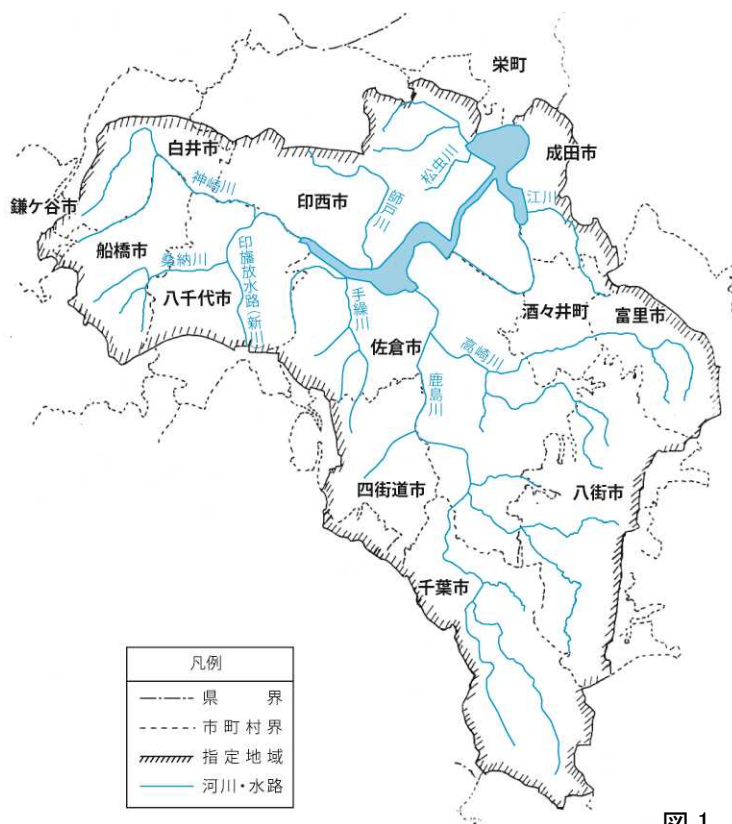 栄町
白井市
成田市
神崎川
松虫川
印西市
師戸川
江川
鎌ケ谷市
船橋市
桑納川
印旛放水路(新川)
八千代市
手繰川
酒々井町
富里市
佐倉市
高崎川
鹿島川
四街道市
八街市
千葉市
凡例
県界
市町村界
指定地域
河川・水路
図 1